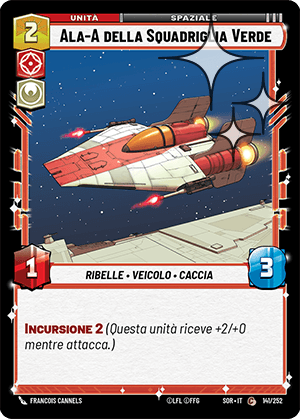 UNITÀ SPAZIALE
2 ALA-A DELLA SQUADRIGLIA VERDE
1 3
RIBELLE • VEICOLO • CACCIA
INCURSIONE 2 (Questa unità riceve +2/+0
mentre attacca.)
FRANCOIS CANNELS ©LFL ©FFG SOR • IT C 141/252